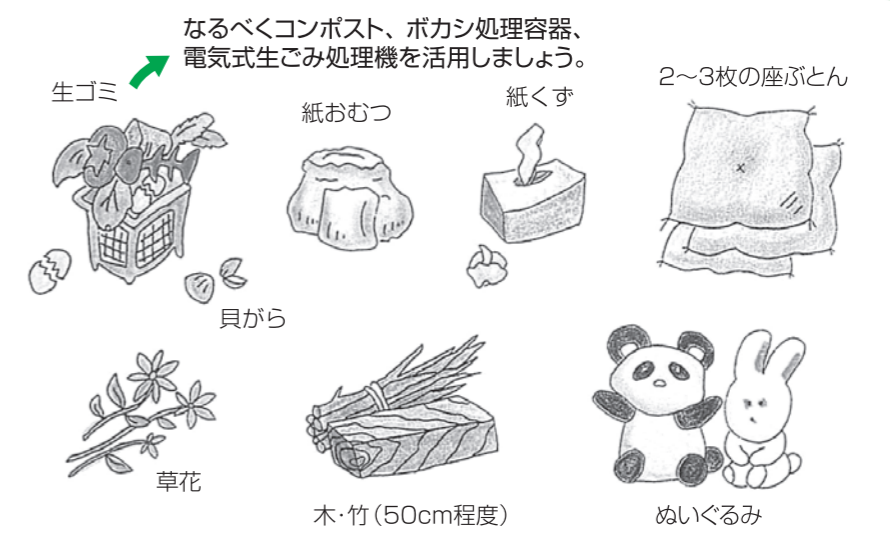 なるべくコンポスト、ボカシ処理容器、
電気式生ごみ処理機を活用しましょう。
生ゴミ
紙おむつ
紙くず
2〜3枚の座ぶとん
貝がら
草花
木・竹（50cm程度）
ぬいぐるみ